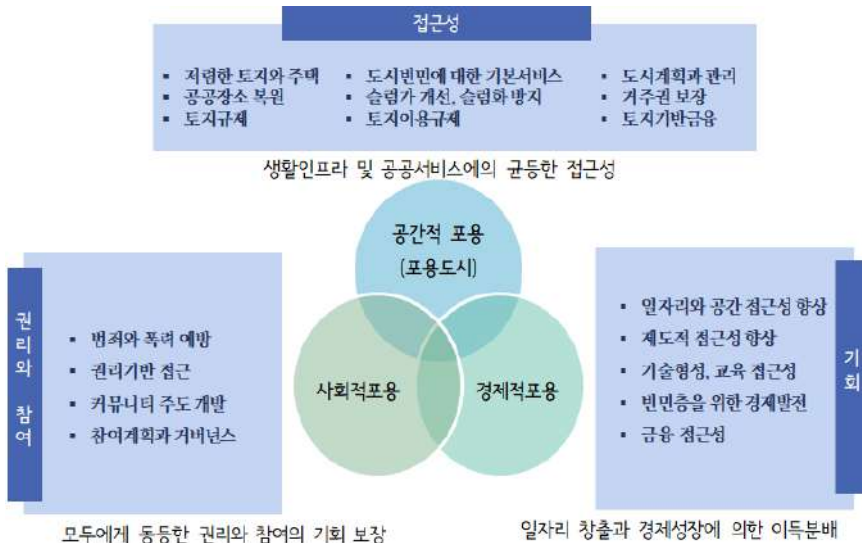 접근성
▪ 저렴한 토지와 주택
▪ 공공장소 복원
▪ 토지규제
▪ 도시빈민에 대한 기본서비스
▪ 슬럼가 개선, 슬럼화 방지
▪ 토지이용규제
▪ 도시계획과 관리
▪ 거주권 보장
▪ 토지기반금융
생활인프라 및 공공서비스에의 균등한 접근성
공간적 포용
(포용도시)
사회적포용
경제적포용
권리와 참여
▪ 범죄와 폭력 예방
▪ 권리기반 접근
▪ 커뮤니티 주도 개발
▪ 참여계획과 거버넌스
모두에게 동등한 권리와 참여의 기회 보장
기회
▪ 일자리와 공간 접근성 향상
▪ 제도적 접근성 향상
▪ 기술형성, 교육 접근성
▪ 빈민층을 위한 경제발전
▪ 금융 접근성
일자리 창출과 경제성장에 의한 이득분배